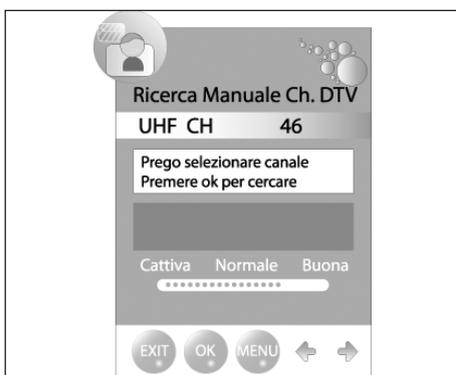 Ricerca Manuale Ch. DTV
UHF CH 46
Prego selezionare canale
Premere ok per cercare
Cattiva Normale Buona
EXIT OK MENU